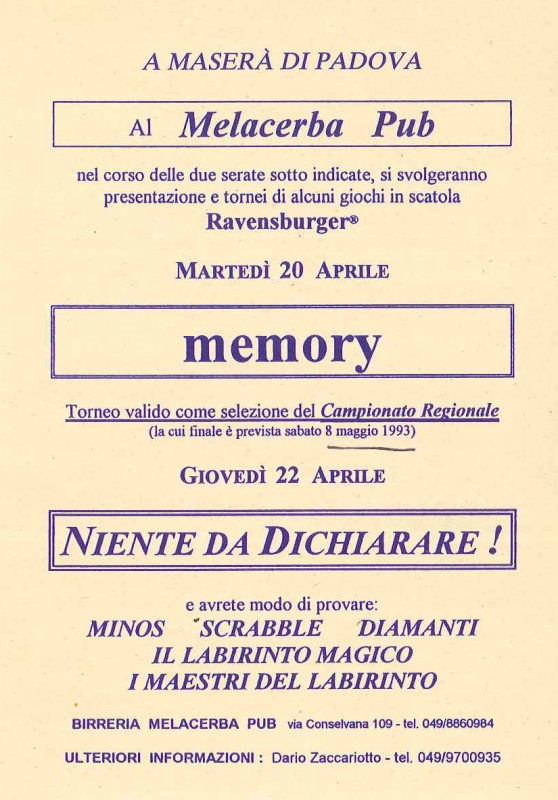 A MASERÀ DI PADOVA
Al Melacerba Pub
nel corso delle due serate sotto indicate, si svolgeranno
presentazione e tornei di alcuni giochi in scatola
Ravensburger®
MARTEDÌ 20 APRILE
memory
Torneo valido come selezione del Campionato Regionale
(la cui finale è prevista sabato 8 maggio 1993)
GIOVEDÌ 22 APRILE
NIENTE DA DICHIARARE !
e avrete modo di provare:
MINOS SCRABBLE DIAMANTI
IL LABIRINTO MAGICO
I MAESTRI DEL LABIRINTO
BIRRERIA MELACERBA PUB via Conselvana 109 - tel. 049/8860984
ULTERIORI INFORMAZIONI : Dario Zaccariotto - tel. 049/9700935